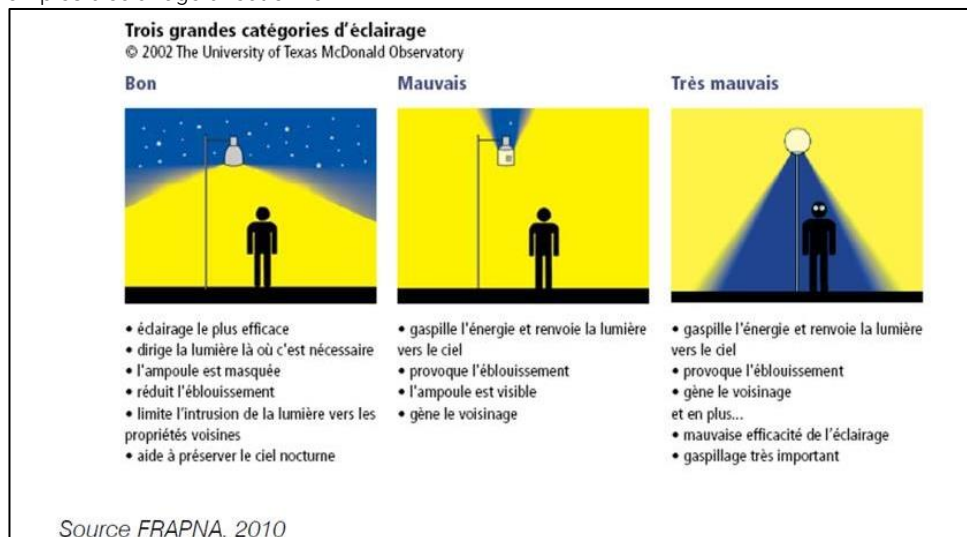 Trois grandes catégories d'éclairage
© 2002 The University of Texas McDonald Observatory
Bon
Mauvais
Très mauvais
• éclairage le plus efficace
• dirige la lumière là où c'est nécessaire
• l'ampoule est masquée
• réduit l'éblouissement
• limite l'intrusion de la lumière vers les
propriétés voisines
• aide à préserver le ciel nocturne
• gaspille l'énergie et renvoie la lumière
vers le ciel
• provoque l'éblouissement
• l'ampoule est visible
• gène le voisinage
• gaspille l'énergie et renvoie la lumière
vers le ciel
• provoque l'éblouissement
• gène le voisinage
et en plus...
• mauvaise efficacité de l'éclairage
• gaspillage très important
Source FRAPNA, 2010